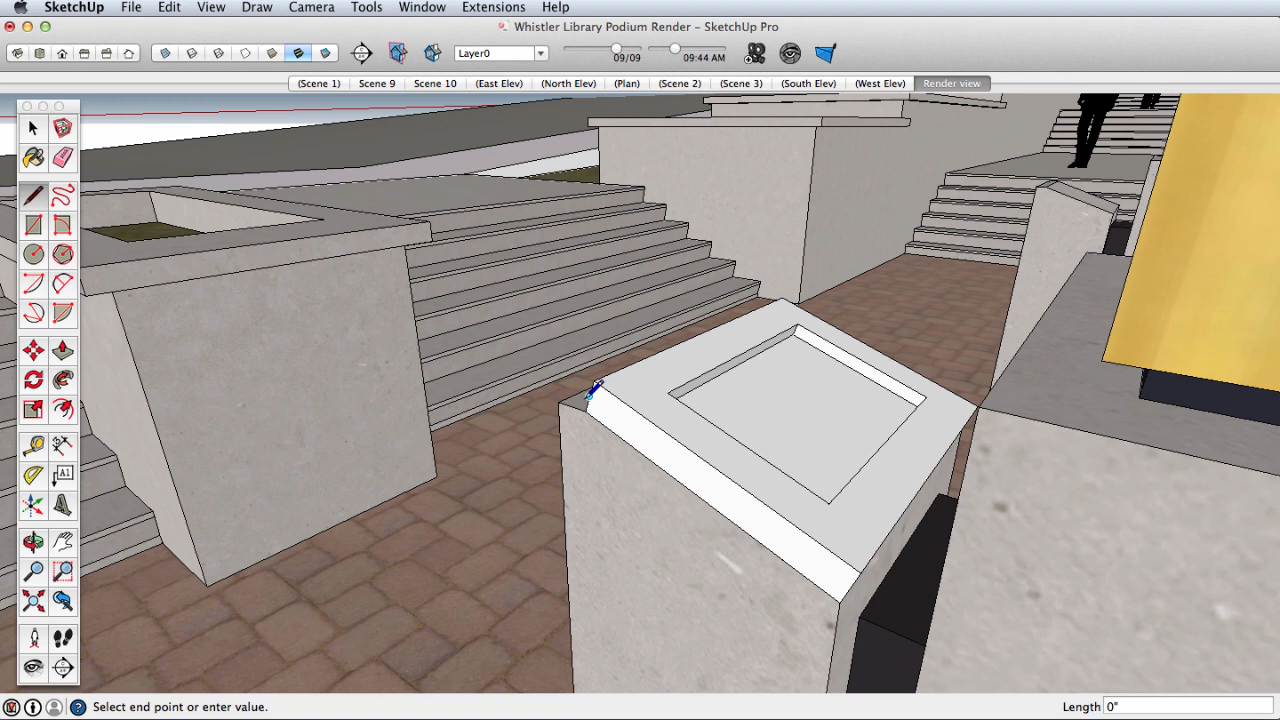 SketchUp File Edit View Draw Camera Tools Window Extensions Help
Whistler Library Podium Render – SketchUp Pro
Layer0
09/09
09:44 AM
(Scene 1) Scene 9 Scene 10 (East Elev) (North Elev) (Plan) (Scene 2) (Scene 3) (South Elev) (West Elev) Render view
A1
Select end point or enter value.
Length 0"